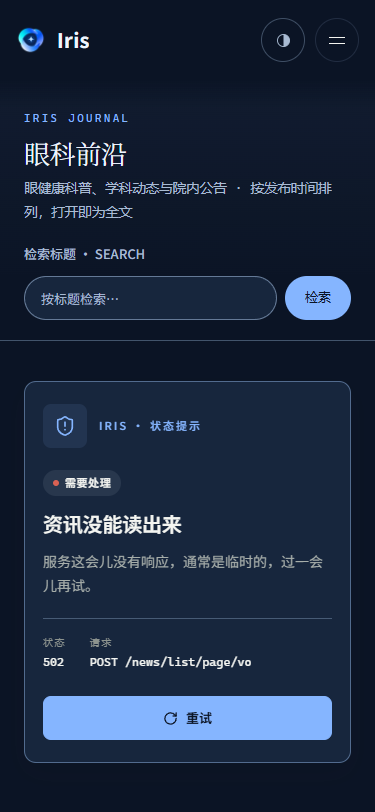 Iris
IRIS JOURNAL
眼科前沿
眼健康科普、学科动态与院内公告 · 按发布时间排
列，打开即为全文
检索标题 · SEARCH
按标题检索…
检索
IRIS · 状态提示
需要处理
资讯没能读出来
服务这会儿没有响应，通常是临时的，过一会
儿再试。
状态 请求
502 POST /news/list/page/vo
重试